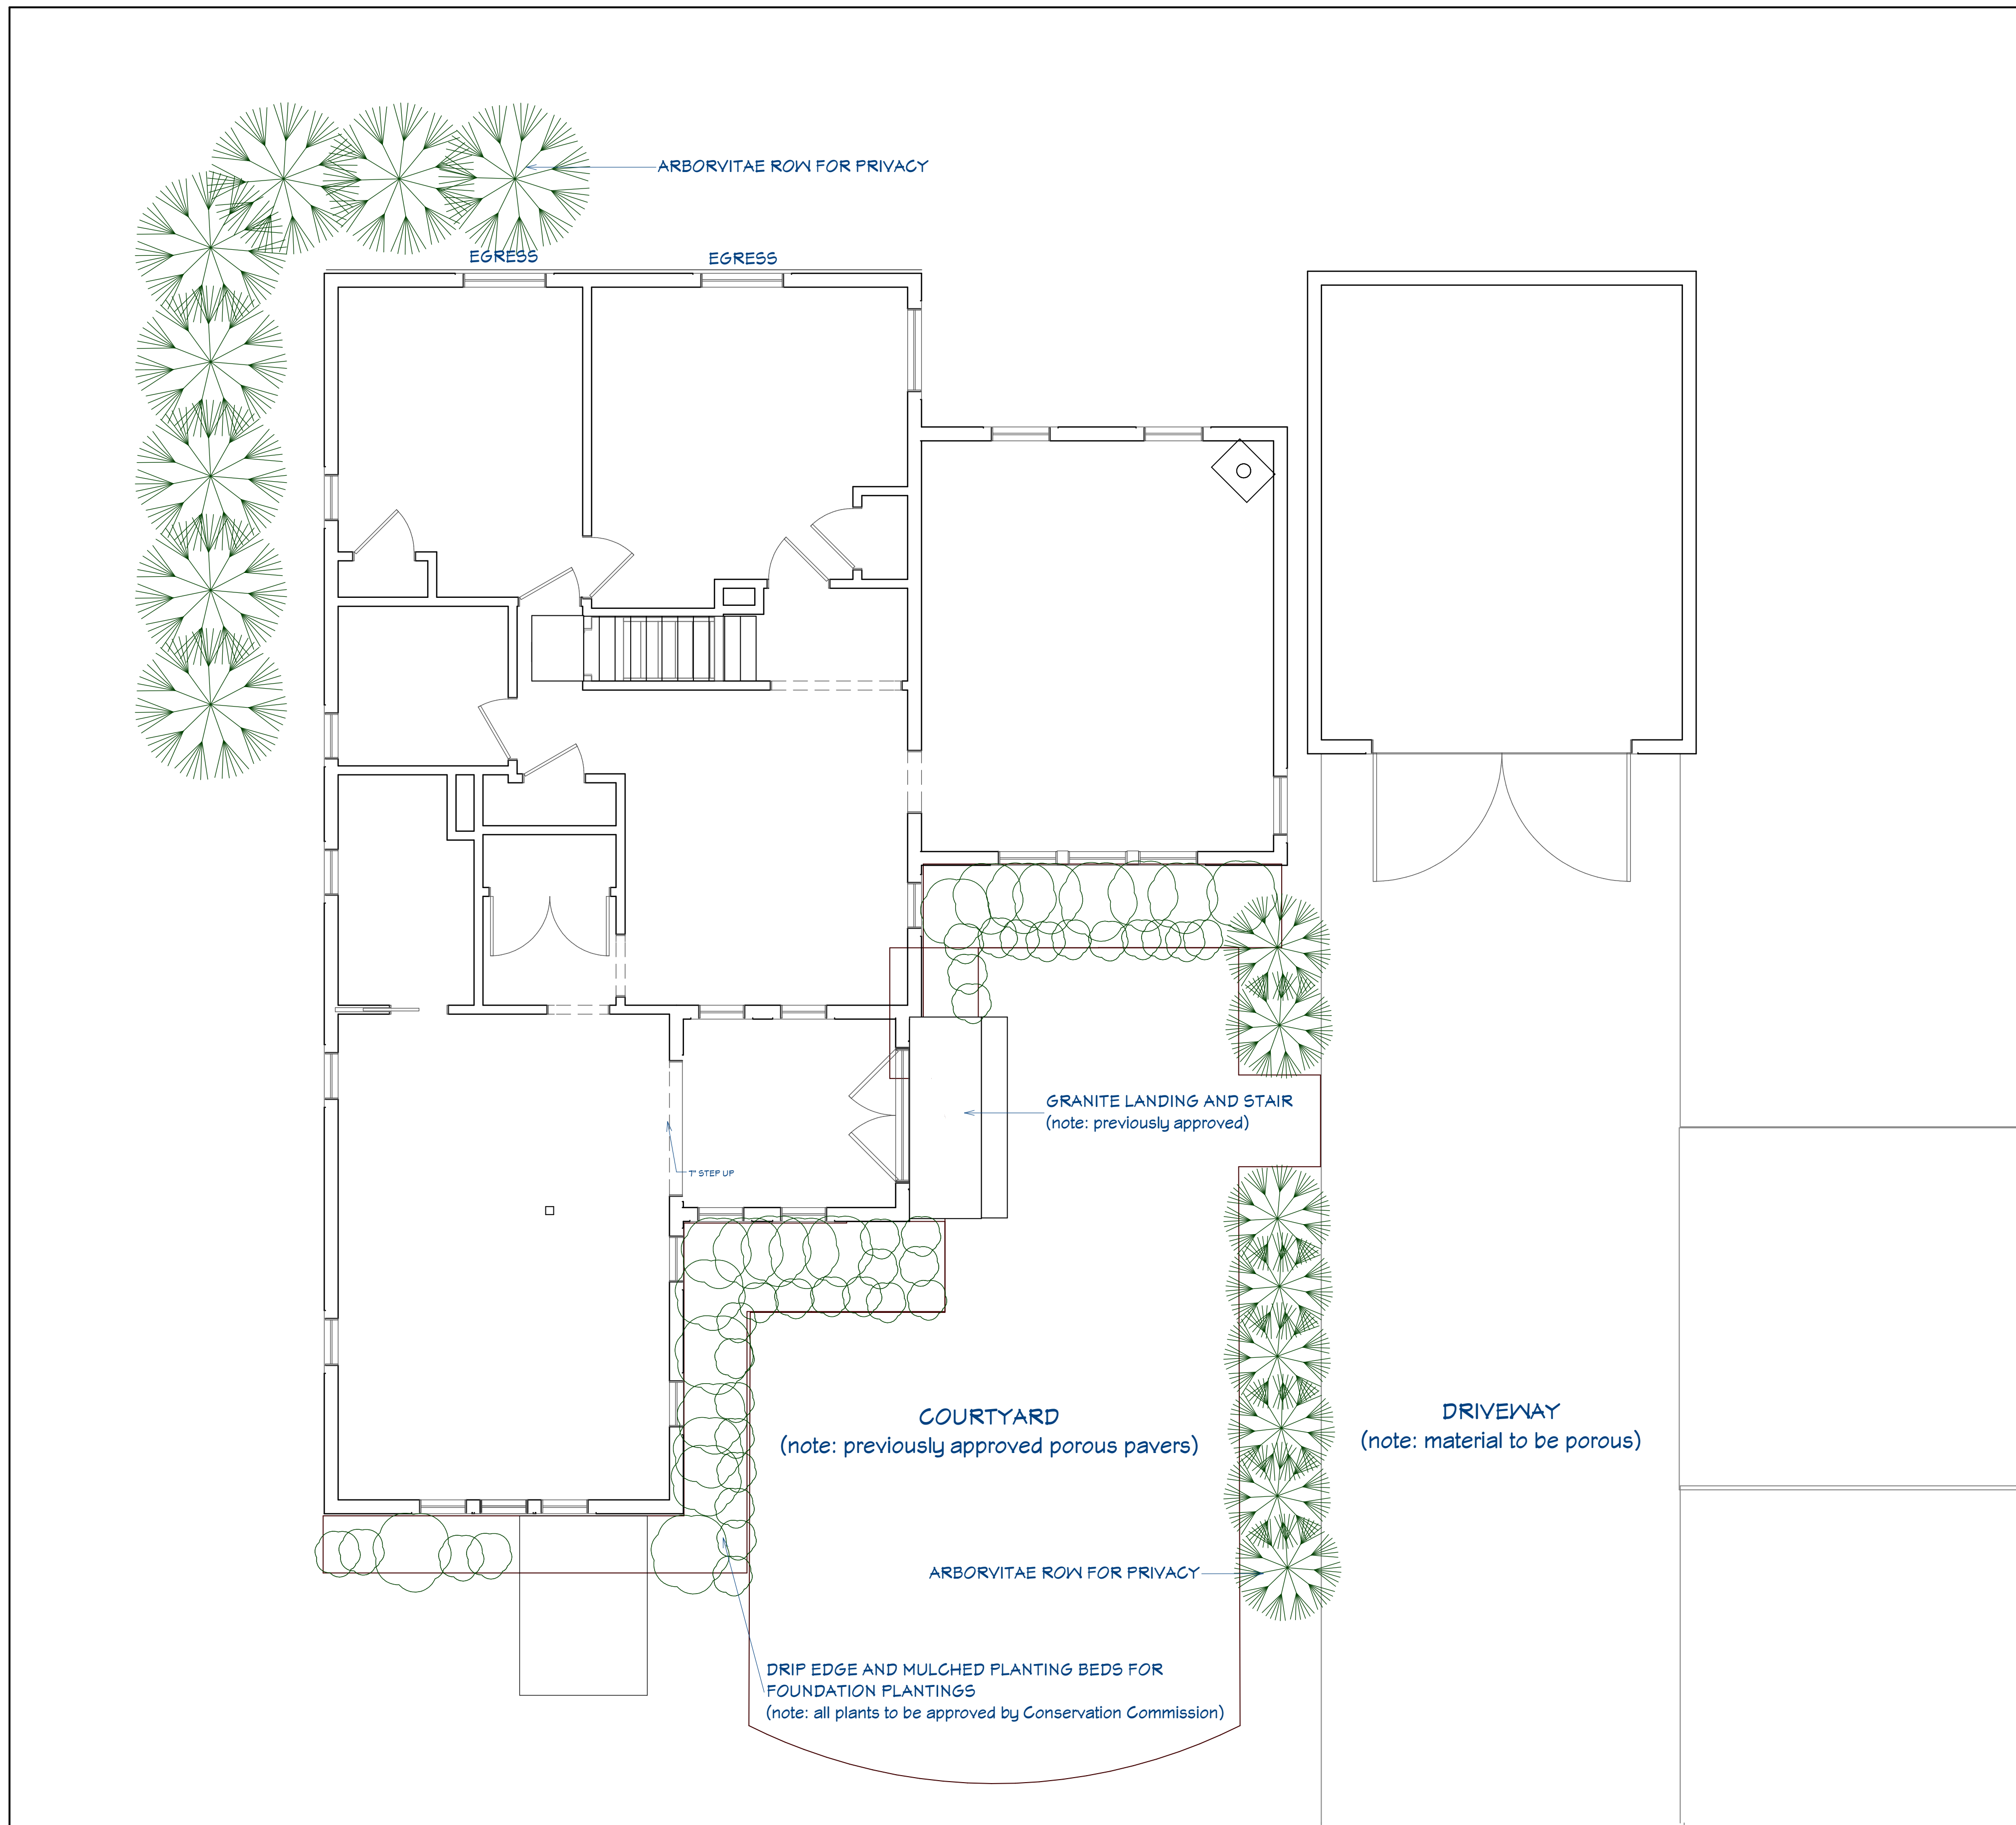 ARBORVITAE ROW FOR PRIVACY
EGRESS
EGRESS
GRANITE LANDING AND STAIR
(note: previously approved)
7" STEP UP
COURTYARD
(note: previously approved porous pavers)
DRIVEWAY
(note: material to be porous)
ARBORVITAE ROW FOR PRIVACY
DRIP EDGE AND MULCHED PLANTING BEDS FOR
FOUNDATION PLANTINGS
(note: all plants to be approved by Conservation Commission)